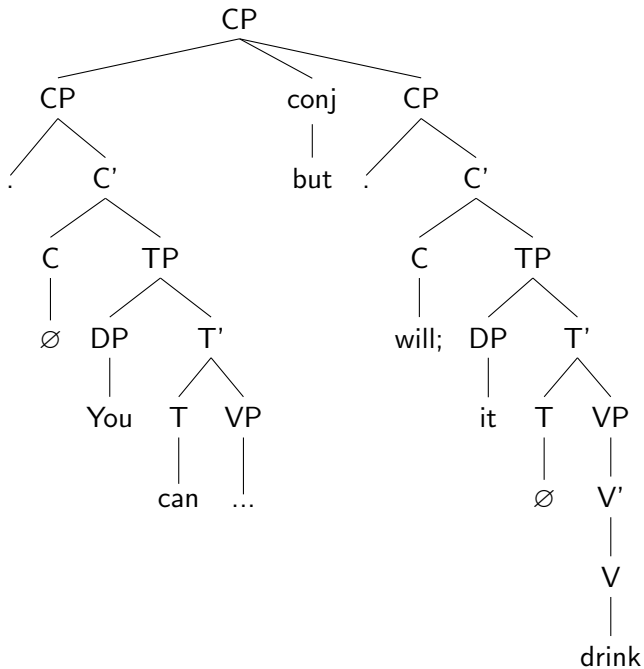 CP
CP conj CP
. C' but . C'
C TP C TP
∅ DP T' will; DP T'
You T VP it T VP
can ... ∅ V'
V
drink